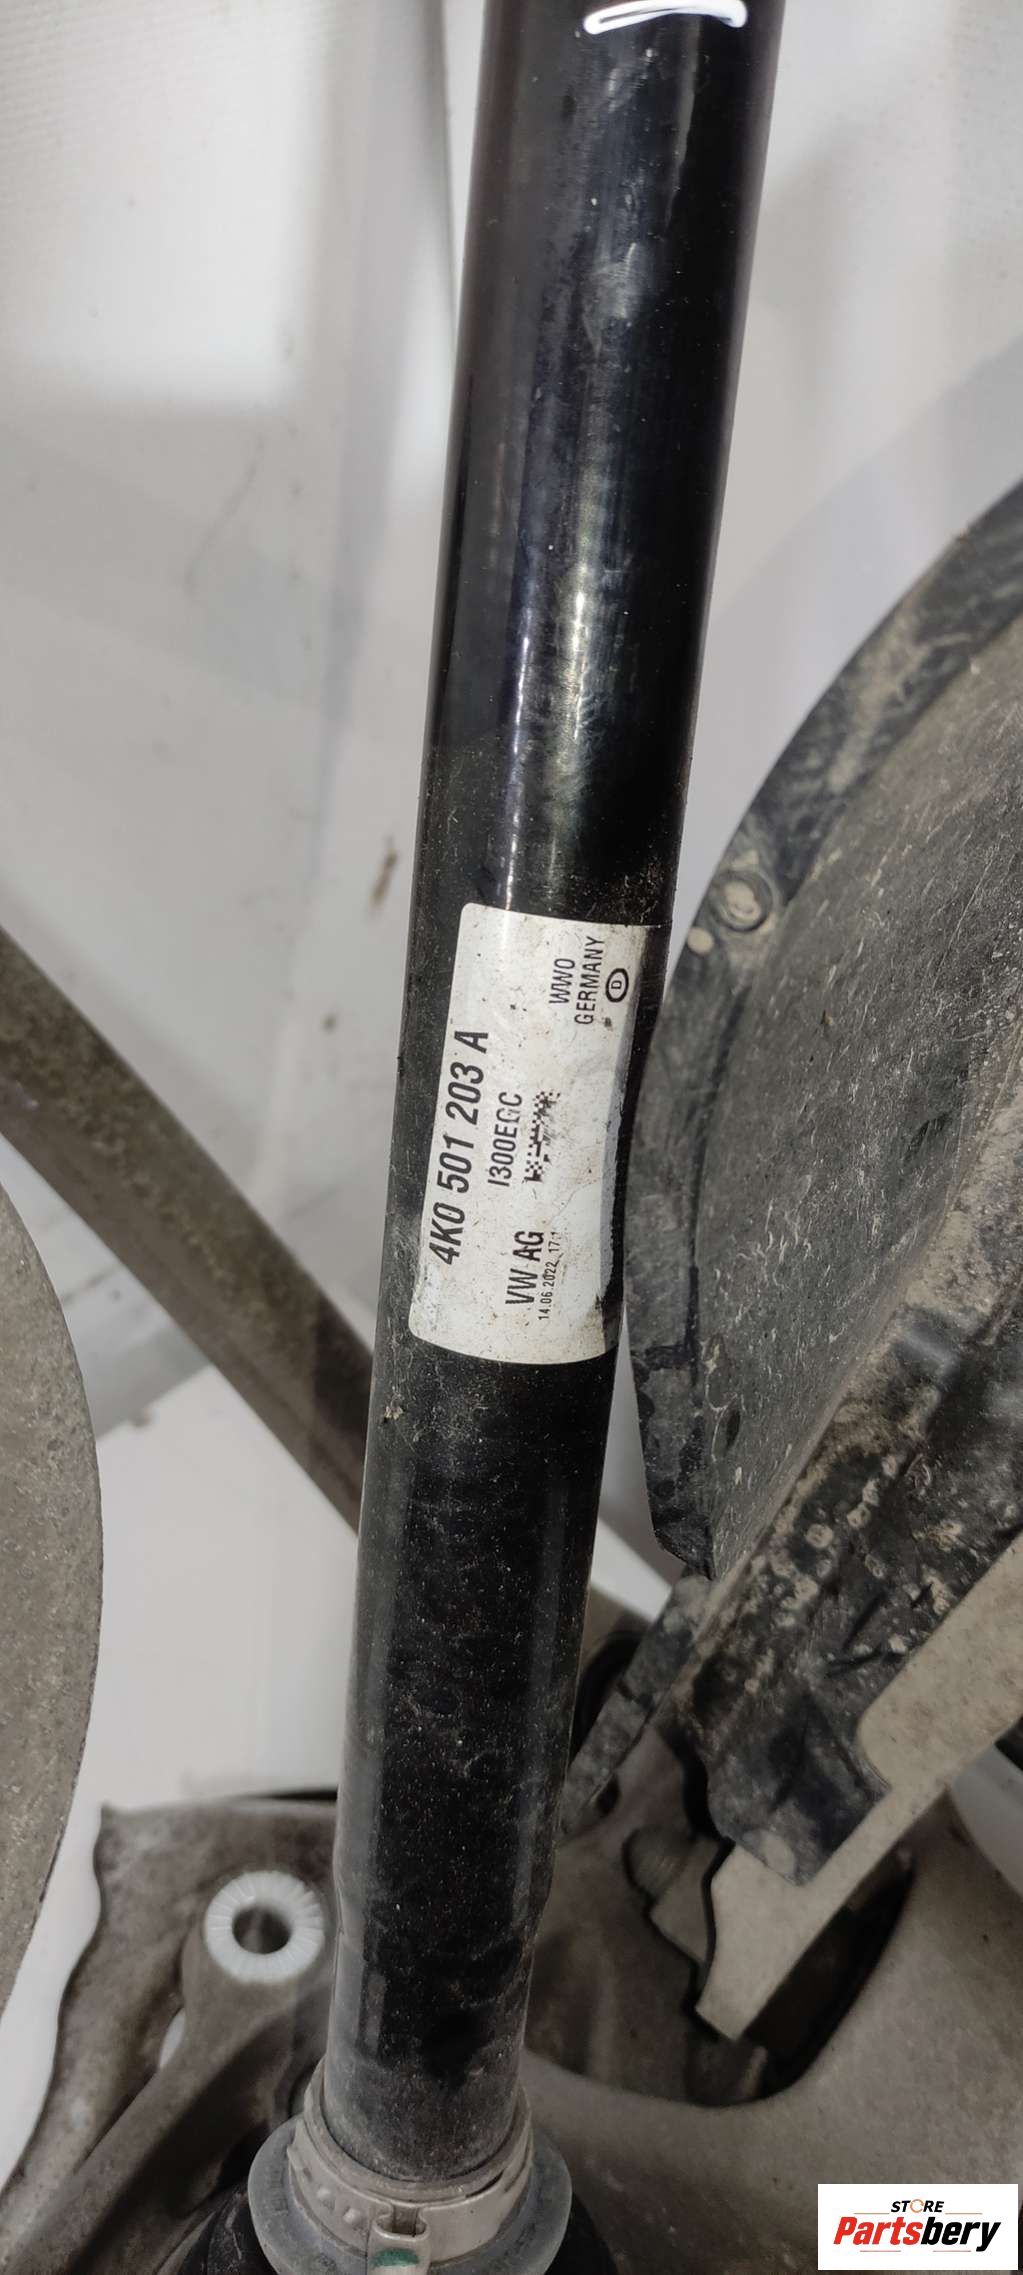 4K0 501 203 A
I300EGC
VW AG
14.06.2022 17:1
WWO
GERMANY
D
STORE
Partsbery